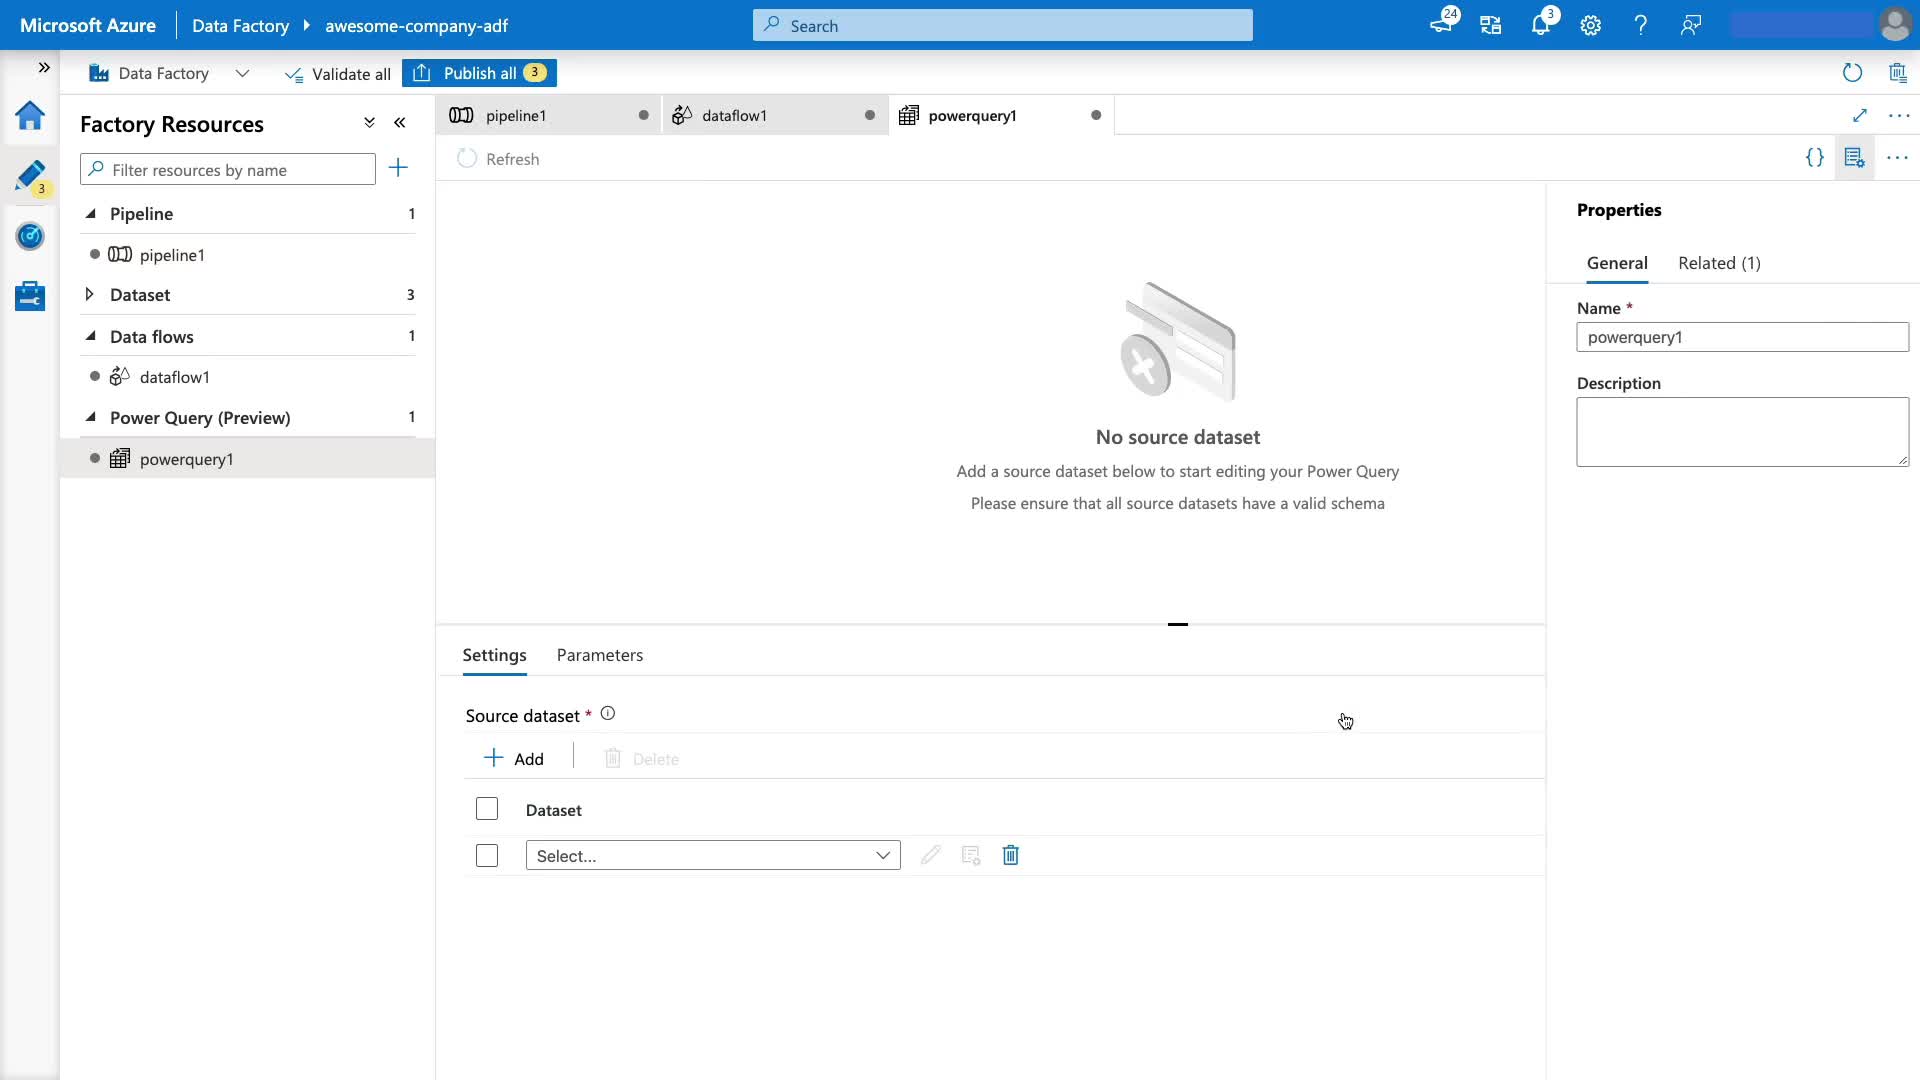 Microsoft Azure
Data Factory
awesome-company-adf
Search
24
3
Data Factory
Validate all
Publish all 3
3
Factory Resources
Filter resources by name
Pipeline 1
pipeline1
Dataset 3
Data flows 1
dataflow1
Power Query (Preview) 1
powerquery1
pipeline1
dataflow1
powerquery1
Refresh
No source dataset
Add a source dataset below to start editing your Power Query
Please ensure that all source datasets have a valid schema
Settings
Parameters
Source dataset *
Add
Delete
Dataset
Select...
Properties
General
Related (1)
Name *
powerquery1
Description